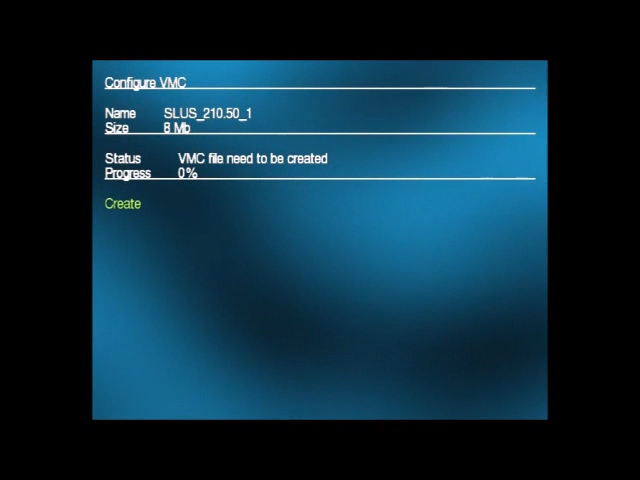 Configure VMC
Name SLUS_210.50_1
Size 8 Mb
Status VMC file need to be created
Progress 0%
Create